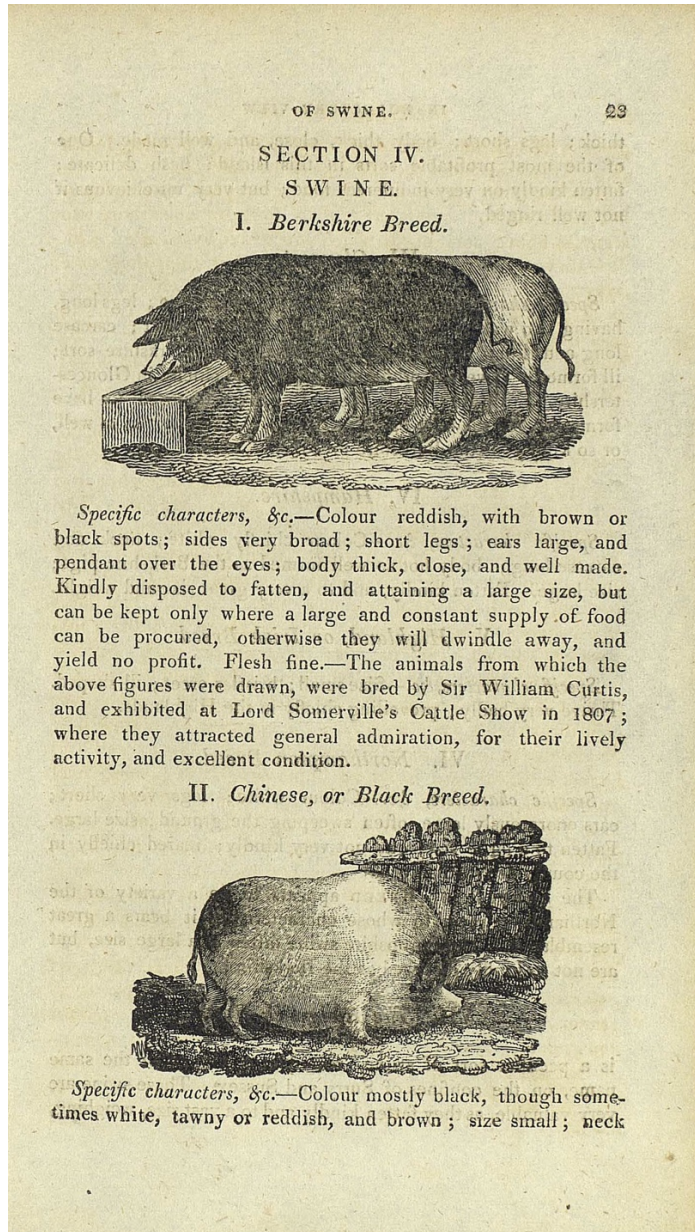 OF SWINE. 23
SECTION IV.
SWINE.
I. Berkshire Breed.
Specific characters, &c.—Colour reddish, with brown or
black spots; sides very broad; short legs; ears large, and
pendant over the eyes; body thick, close, and well made.
Kindly disposed to fatten, and attaining a large size, but
can be kept only where a large and constant supply of food
can be procured, otherwise they will dwindle away, and
yield no profit. Flesh fine.—The animals from which the
above figures were drawn, were bred by Sir William Curtis,
and exhibited at Lord Somerville's Cattle Show in 1807;
where they attracted general admiration, for their lively
activity, and excellent condition.
II. Chinese, or Black Breed.
Specific characters, &c.—Colour mostly black, though some-
times white, tawny or reddish, and brown; size small; neck